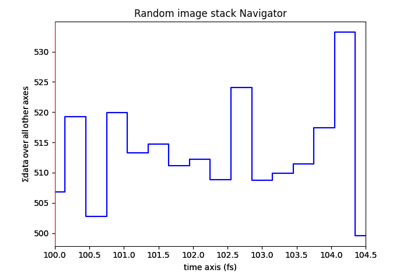 Random image stack Navigator
Σdata over all other axes
530
525
520
515
510
505
500
100.0 100.5 101.0 101.5 102.0 102.5 103.0 103.5 104.0 104.5
time axis (fs)